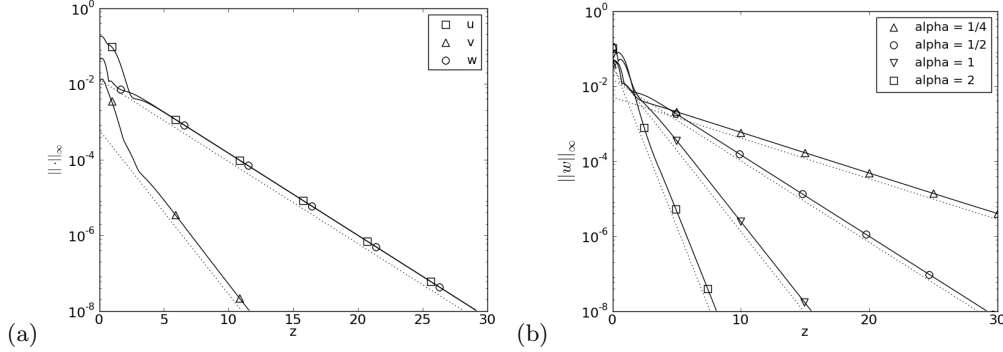 10^0
10^-2
10^-4
10^-6
10^-8
||·||∞
0 5 10 15 20 25 30
z
u
v
w
(a)
10^0
10^-2
10^-4
10^-6
10^-8
||w||∞
0 10 20 30
z
alpha = 1/4
alpha = 1/2
alpha = 1
alpha = 2
(b)